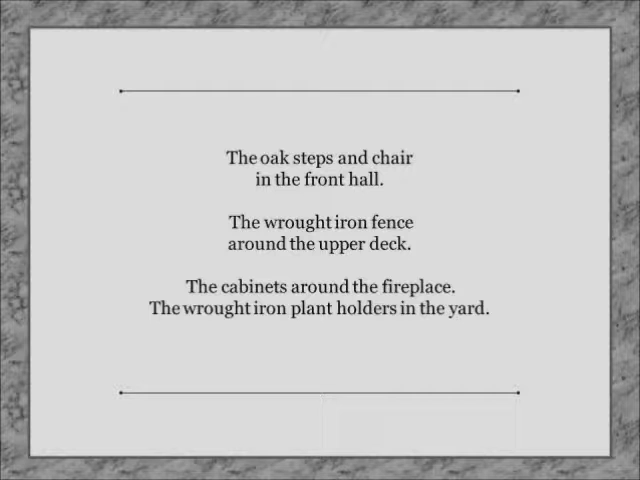 The oak steps and chair
in the front hall.
The wrought iron fence
around the upper deck.
The cabinets around the fireplace.
The wrought iron plant holders in the yard.